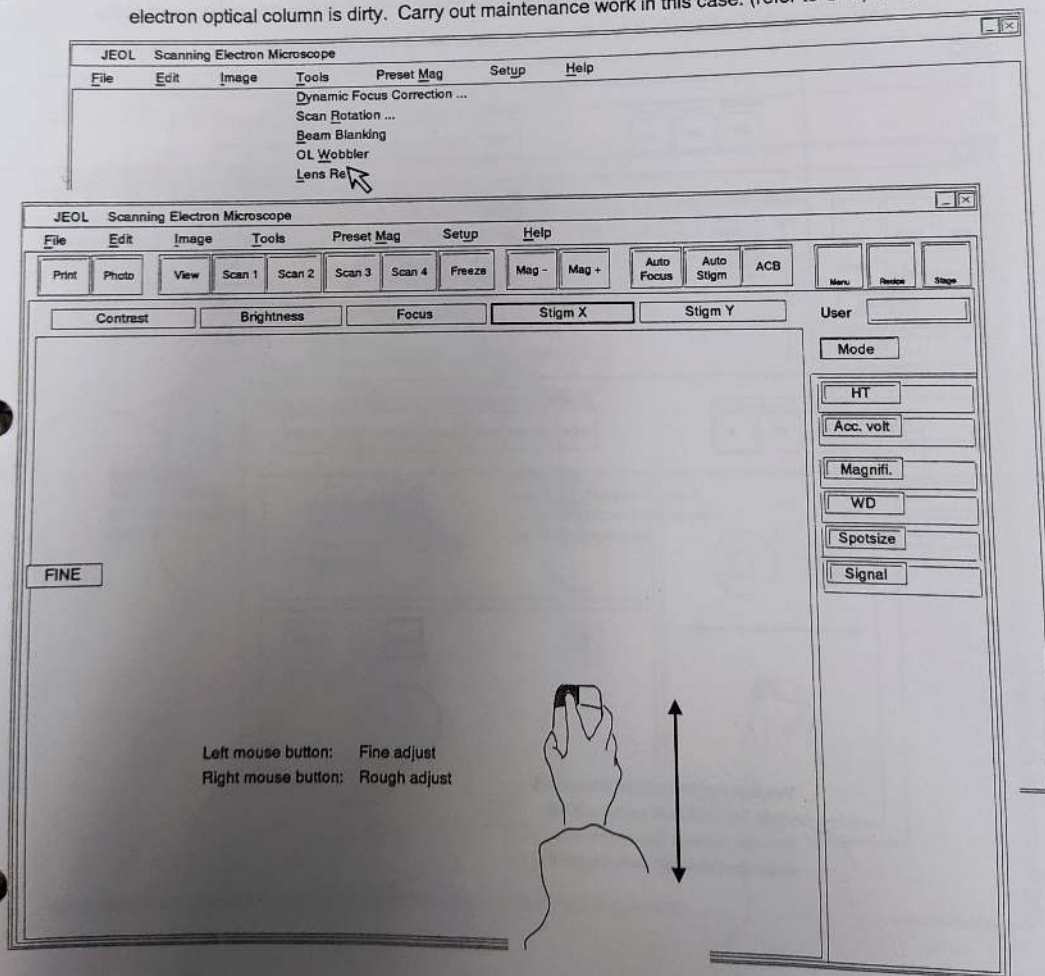 electron optical column is dirty. Carry out maintenance work in this case. (refer to
JEOL Scanning Electron Microscope
File Edit Image Tools Preset Mag Setup Help
Dynamic Focus Correction ...
Scan Rotation ...
Beam Blanking
OL Wobbler
Lens Re
JEOL Scanning Electron Microscope
File Edit Image Tools Preset Mag Setup Help
Print Photo View Scan 1 Scan 2 Scan 3 Scan 4 Freeze Mag - Mag + Auto Focus Auto Stigm ACB Menu Recipe Stage
Contrast Brightness Focus Stigm X Stigm Y User
Mode
HT
Acc. volt
Magnifi.
WD
Spotsize
FINE Signal
Left mouse button: Fine adjust
Right mouse button: Rough adjust